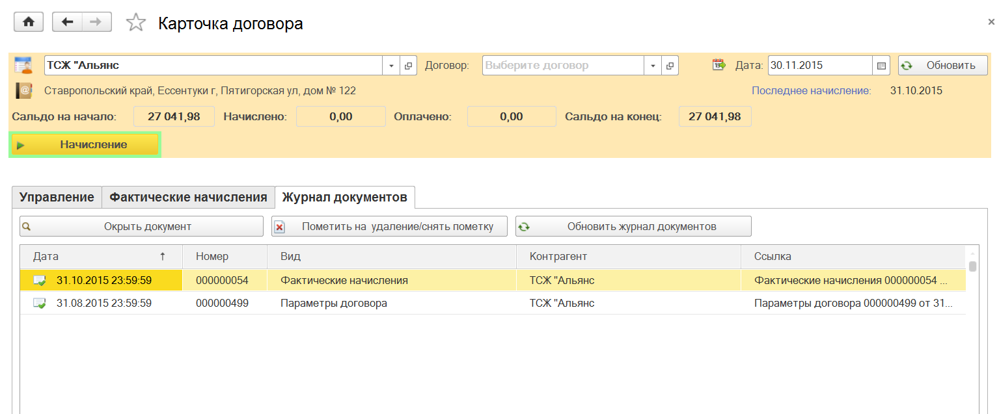 Карточка договора
ТСЖ "Альянс Договор: Выберите договор Дата: 30.11.2015 Обновить
Ставропольский край, Ессентуки г, Пятигорская ул, дом № 122 Последнее начисление: 31.10.2015
Сальдо на начало: 27 041,98 Начислено: 0,00 Оплачено: 0,00 Сальдо на конец: 27 041,98
Начисление
Управление Фактические начисления Журнал документов
Окрыть документ Пометить на удаление/снять пометку Обновить журнал документов
Дата ↑ Номер Вид Контрагент Ссылка
31.10.2015 23:59:59 000000054 Фактические начисления ТСЖ "Альянс Фактические начисления 000000054 ...
31.08.2015 23:59:59 000000499 Параметры договора ТСЖ "Альянс Параметры договора 000000499 от 31...